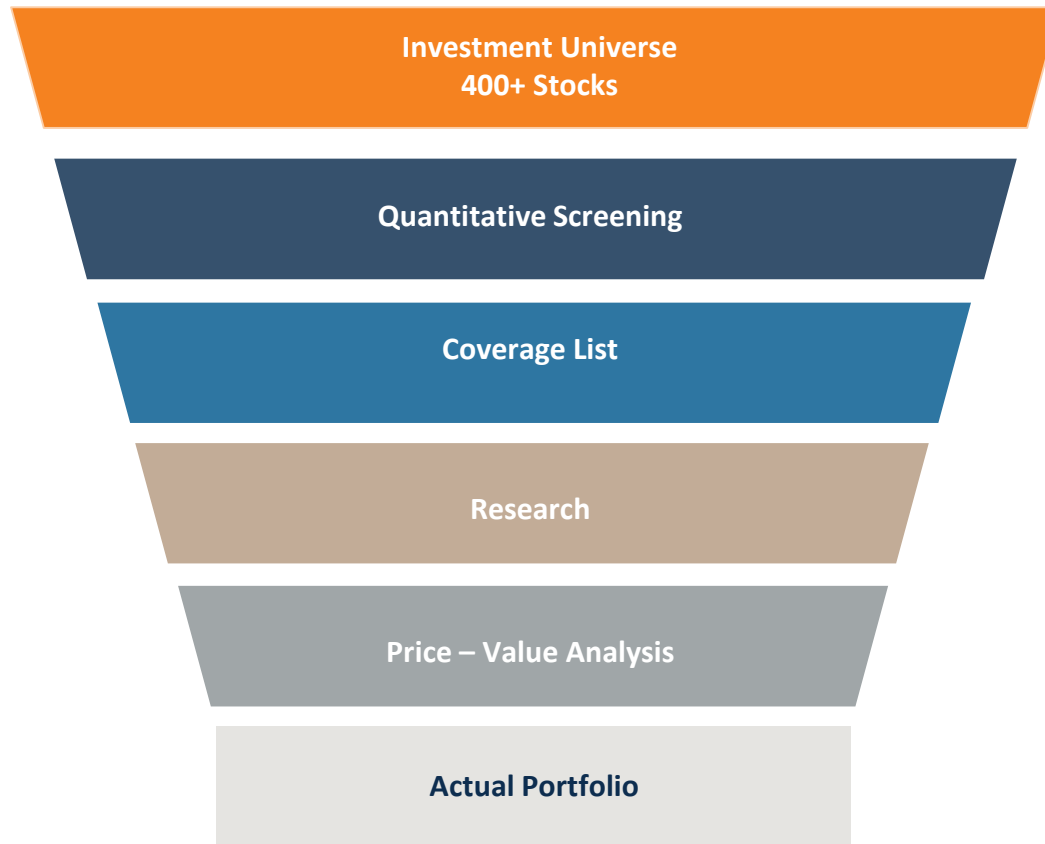 Investment Universe
400+ Stocks
Quantitative Screening
Coverage List
Research
Price – Value Analysis
Actual Portfolio